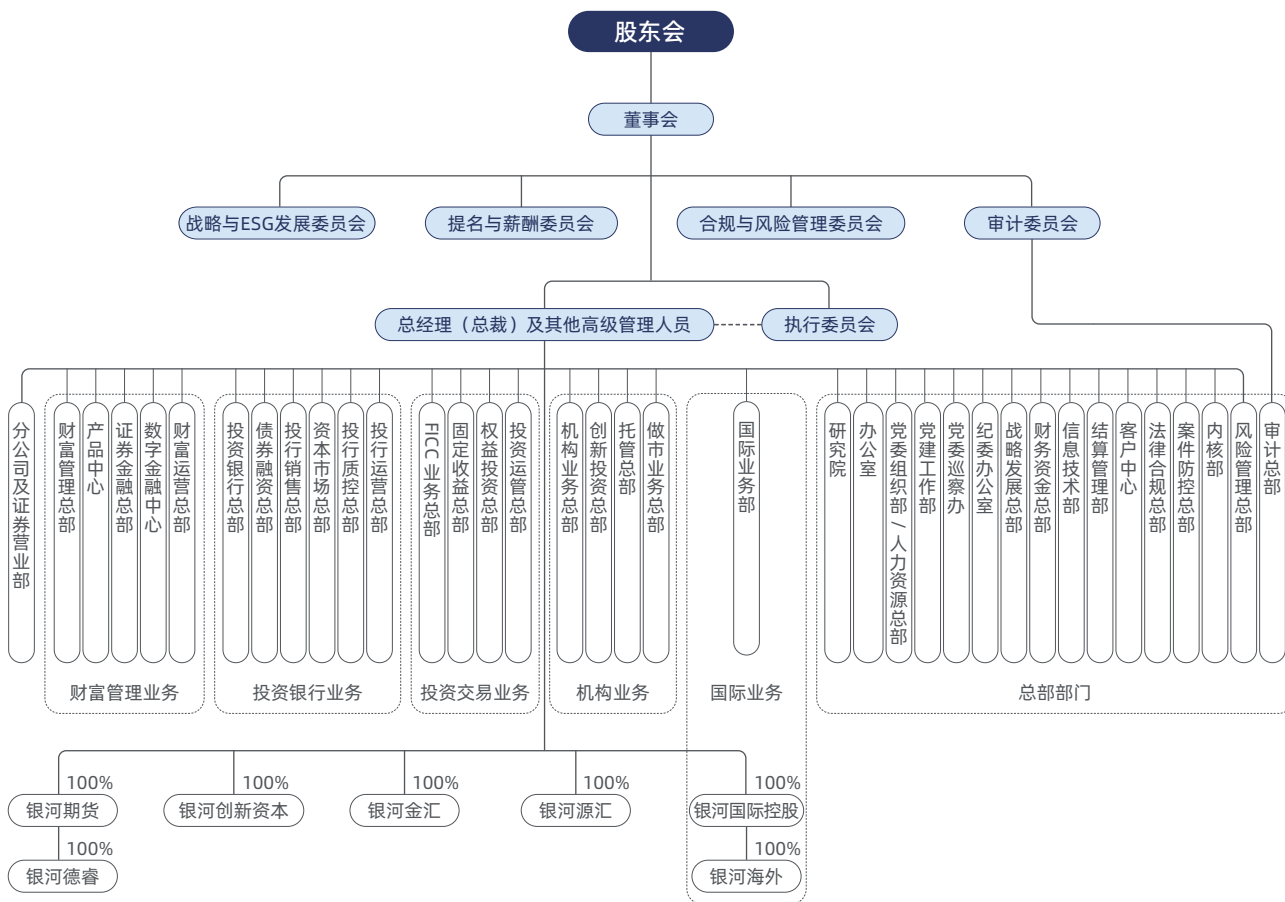 股东会
董事会
战略与ESG发展委员会
提名与薪酬委员会
合规与风险管理委员会
审计委员会
总经理（总裁）及其他高级管理人员
执行委员会
分公司及证券营业部
财富管理总部
产品中心
证券金融总部
数字金融中心
财富运营总部
财富管理业务
投资银行总部
债券融资总部
投行销售总部
资本市场总部
投行质控总部
投行运营总部
投资银行业务
FICC 业务总部
固定收益总部
权益投资总部
投资运管总部
投资交易业务
机构业务总部
创新投资总部
托管总部
做市业务总部
机构业务
国际业务部
国际业务
研究院
办公室
党委组织部 / 人力资源总部
党建工作部
党委巡察办
纪委办公室
战略发展总部
财务资金总部
信息技术部
结算管理部
客户中心
法律合规总部
案件防控总部
内核部
风险管理总部
审计总部
总部部门
100%
银河期货
100%
银河创新资本
100%
银河金汇
100%
银河源汇
100%
银河国际控股
100%
银河德睿
100%
银河海外